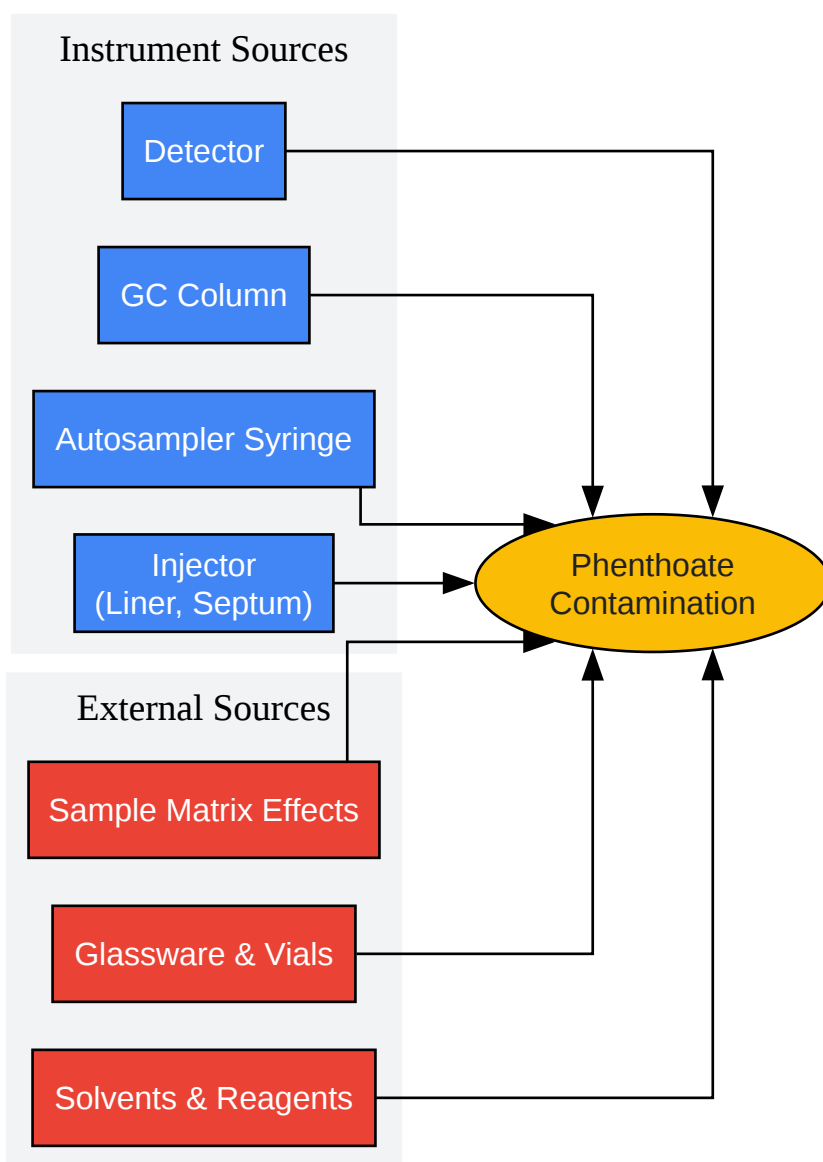 Instrument Sources
Detector
GC Column
Autosampler Syringe
Injector
(Liner, Septum)
Phenthoate
Contamination
External Sources
Sample Matrix Effects
Glassware & Vials
Solvents & Reagents